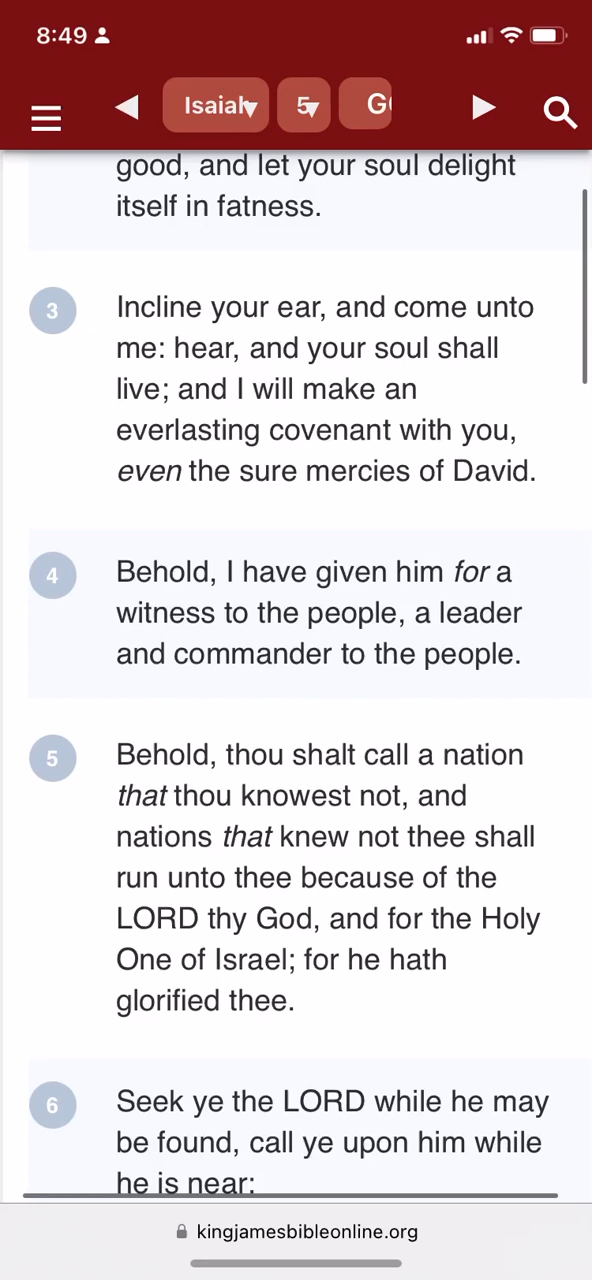 8:49
Isaiah
5
G
good, and let your soul delight
itself in fatness.
3
Incline your ear, and come unto
me: hear, and your soul shall
live; and I will make an
everlasting covenant with you,
even the sure mercies of David.
4
Behold, I have given him for a
witness to the people, a leader
and commander to the people.
5
Behold, thou shalt call a nation
that thou knowest not, and
nations that knew not thee shall
run unto thee because of the
LORD thy God, and for the Holy
One of Israel; for he hath
glorified thee.
6
Seek ye the LORD while he may
be found, call ye upon him while
he is near:
kingjamesbibleonline.org